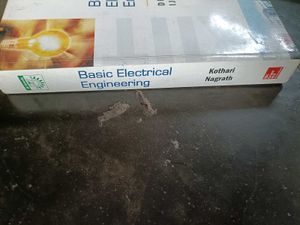 B
E
E
D
I J
Basic Electrical
Engineering
Kothari
Nagrath